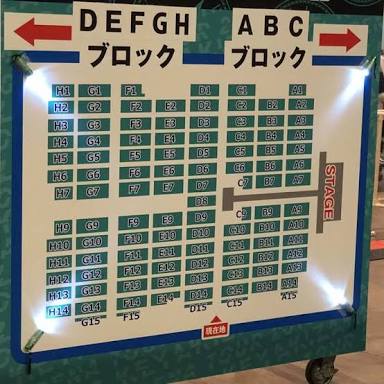 DEFGH
ブロック
ABC
ブロック
H1 G1 F1 D1 C1 A1
H2 G2 F2 E2 D2 C2 B2 A2
H3 G3 F3 E3 D3 C3 B3 A3
H4 G4 F4 E4 D4 C4 B4 A4
H5 G5 F5 E5 D5 C5 B5 A5
H6 G6 F6 E6 D6 C6 B6 A6
H7 G7 F7 E7 D7 C7 B7 A7
D8
STAGE
H9 G9 F9 E9 D9 C9 B9 A9
H10 G10 F10 E10 D10 C10 B10 A10
H11 G11 F11 E11 D11 C11 B11 A11
H12 G12 F12 E12 D12 C12 B12 A12
H13 G13 F13 E13 D13 C13 B13 A13
H14 G14 F14 E14 D14 C14 B14 A14
G15 F15 D15 C15 A15
現在地